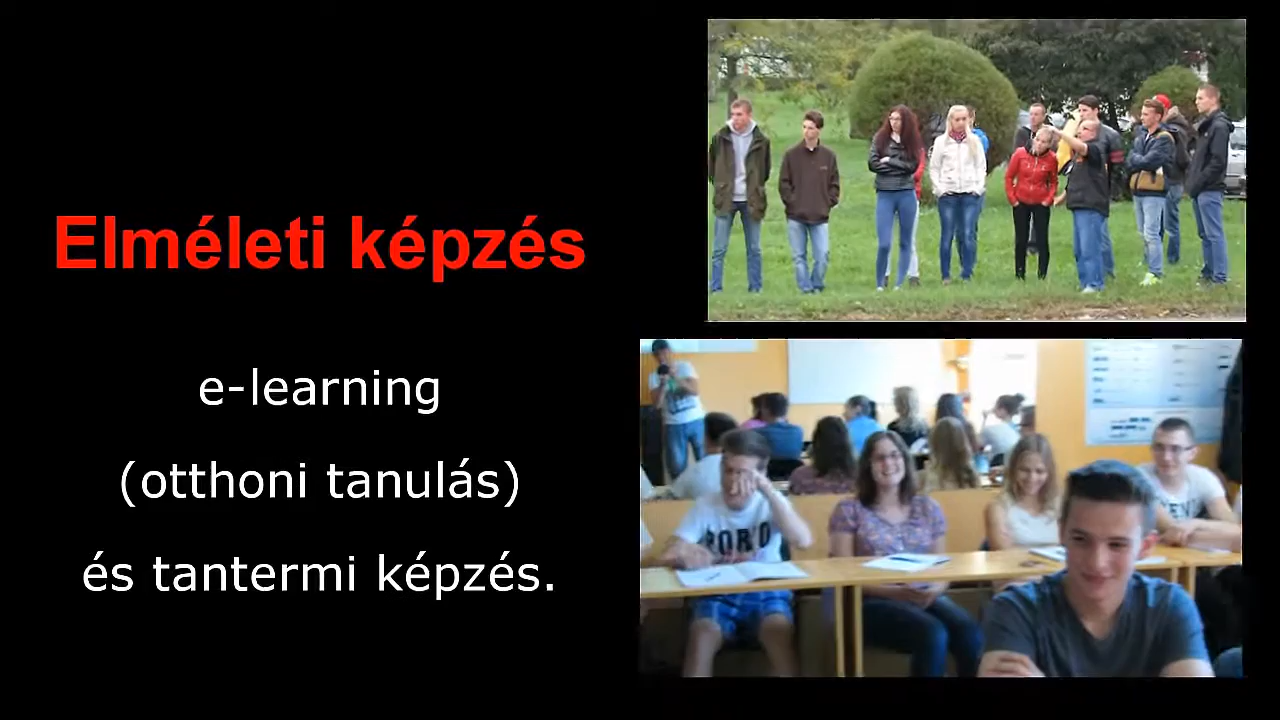 Elméleti képzés
e-learning
(otthoni tanulás)
és tantermi képzés.